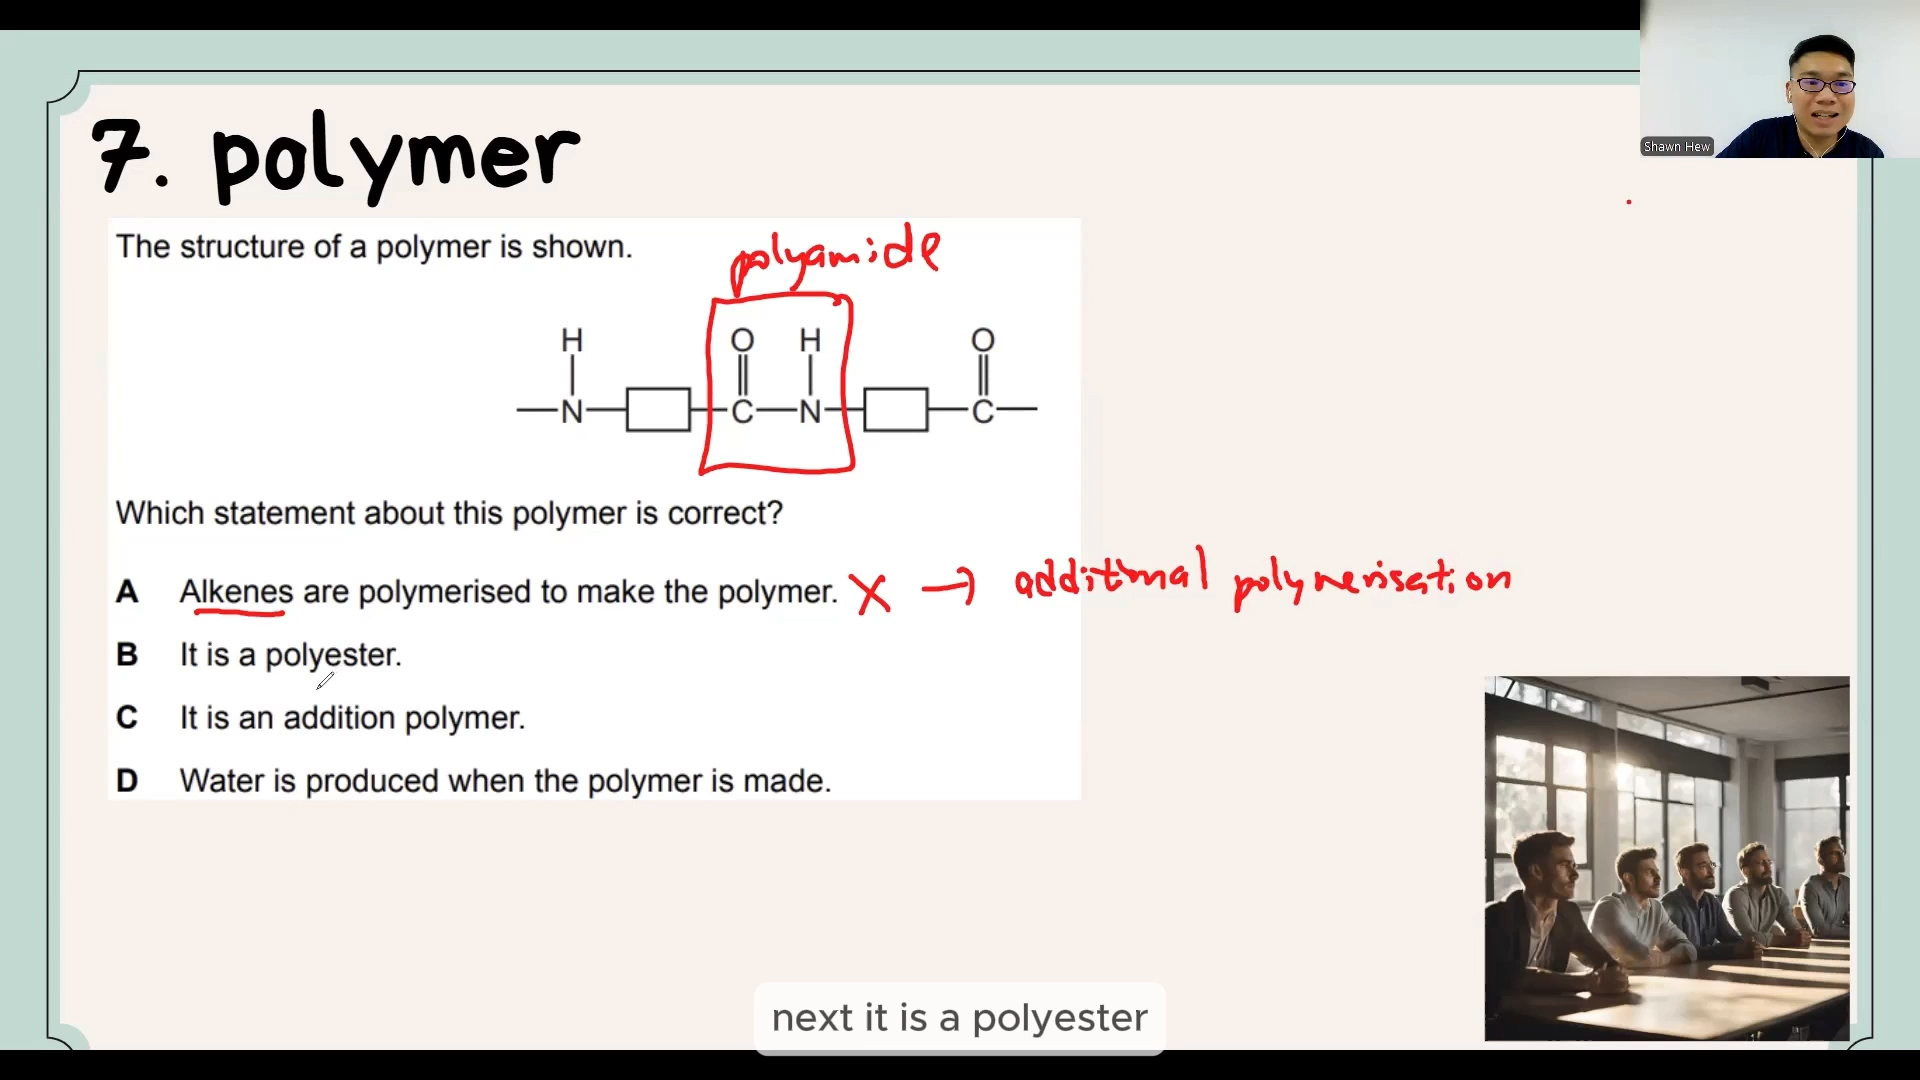 Shawn Hew
7. polymer
The structure of a polymer is shown.
polyamide
H O H O
N C N C
Which statement about this polymer is correct?
A Alkenes are polymerised to make the polymer. X → additional polymerisation
B It is a polyester.
C It is an addition polymer.
D Water is produced when the polymer is made.
next it is a polyester